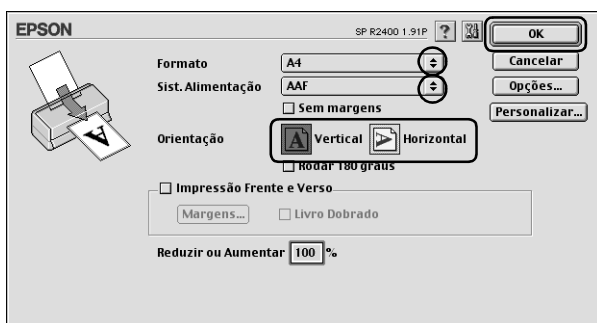 EPSON SP R2400 1.91P ? OK
Formato A4 Cancelar
Sist. Alimentação AAF Opções...
Sem margens Personalizar...
Orientação A Vertical A Horizontal
Rodar 180 graus
Impressão Frente e Verso
Margens... Livro Dobrado
Reduzir ou Aumentar 100 %
A